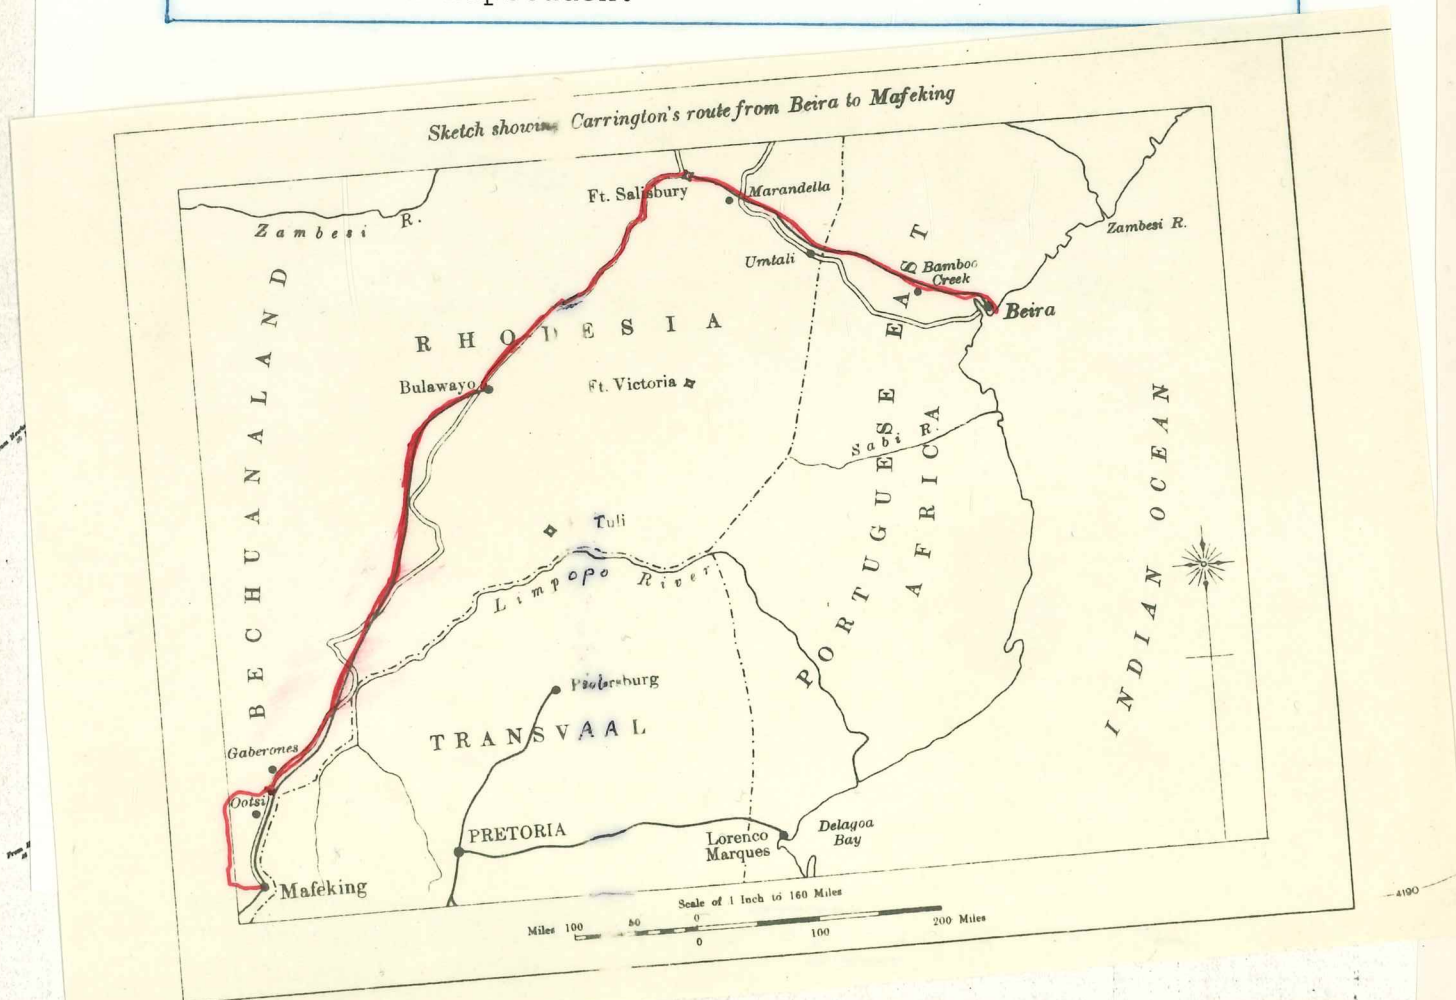 Sketch showing Carrington's route from Beira to Mafeking
Zambesi R.
Ft. Salisbury
Marandella
Umtali
Bamboo
Creek
Beira
Zambesi R.
BECHUANALAND
RHODESIA
Bulawayo
Ft. Victoria
Sabi R.
PORTUGUESE EAST
AFRICA
INDIAN OCEAN
Tuli
Limpopo River
Pietersburg
TRANSVAAL
Gaberones
Ootsi
Mafeking
PRETORIA
Lorenco
Marques
Delagoa
Bay
Scale of 1 Inch to 160 Miles
Miles 100 50 0
0 100 200 Miles
4190